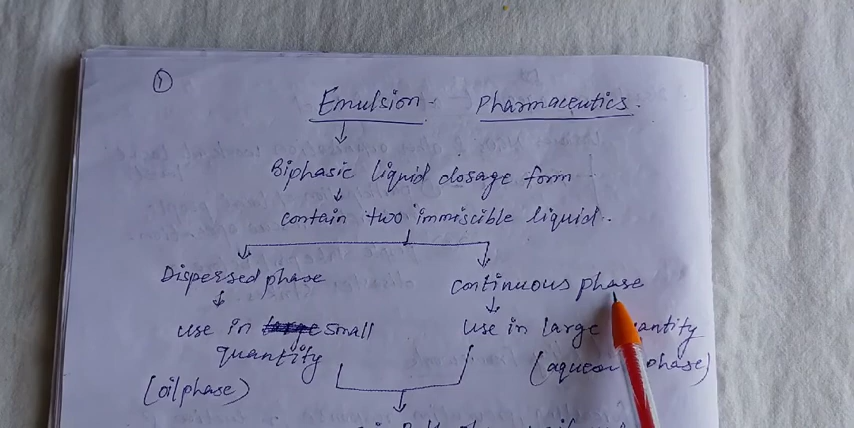 1
Emulsion. Pharmaceutics.
Biphasic liquid dosage form
contain two immiscible liquid.
Dispersed phase
continuous phase
use in small
quantity
(oil phase)
use in large
phase)